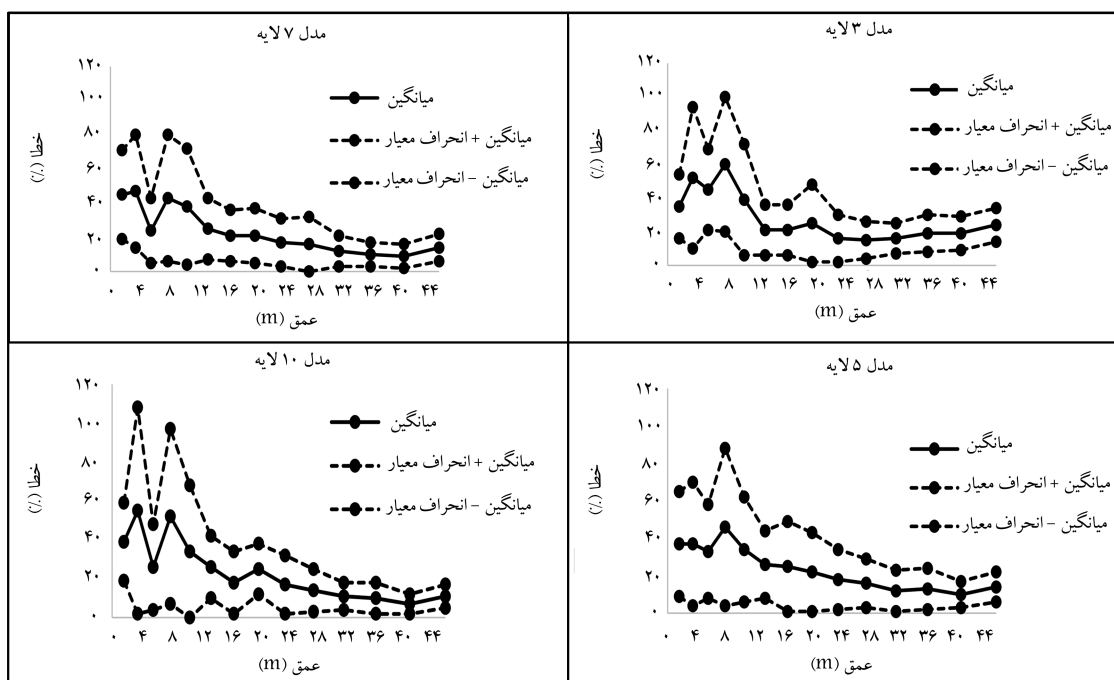 مدل ۳ لایه
۱۲۰
۱۰۰
۸۰
۶۰
۴۰
۲۰
۰
خطا (٪)
میانگین
میانگین + انحراف معیار
میانگین – انحراف معیار
۰ ۴ ۸ ۱۲ ۱۶ ۲۰ ۲۴ ۲۸ ۳۲ ۳۶ ۴۰ ۴۴
عمق (m)
مدل ۷ لایه
۱۲۰
۱۰۰
۸۰
۶۰
۴۰
۲۰
۰
خطا (٪)
میانگین
میانگین + انحراف معیار
میانگین – انحراف معیار
۰ ۴ ۸ ۱۲ ۱۶ ۲۰ ۲۴ ۲۸ ۳۲ ۳۶ ۴۰ ۴۴
عمق (m)
مدل ۵ لایه
۱۲۰
۱۰۰
۸۰
۶۰
۴۰
۲۰
۰
خطا (٪)
میانگین
میانگین + انحراف معیار
میانگین – انحراف معیار
۰ ۴ ۸ ۱۲ ۱۶ ۲۰ ۲۴ ۲۸ ۳۲ ۳۶ ۴۰ ۴۴
عمق (m)
مدل ۱۰ لایه
۱۲۰
۱۰۰
۸۰
۶۰
۴۰
۲۰
۰
خطا (٪)
میانگین
میانگین + انحراف معیار
میانگین – انحراف معیار
۰ ۴ ۸ ۱۲ ۱۶ ۲۰ ۲۴ ۲۸ ۳۲ ۳۶ ۴۰ ۴۴
عمق (m)